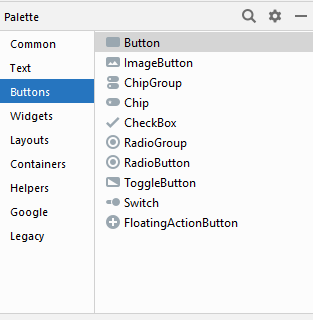 Palette
Common
Text
Buttons
Widgets
Layouts
Containers
Helpers
Google
Legacy
Button
ImageButton
ChipGroup
Chip
CheckBox
RadioGroup
RadioButton
ToggleButton
Switch
FloatingActionButton